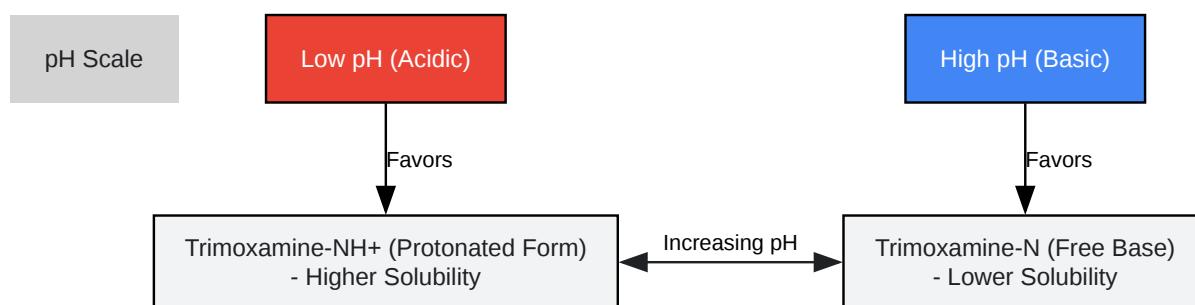 pH Scale
Low pH (Acidic)
High pH (Basic)
Favors
Favors
Trimoxamine-NH+ (Protonated Form)
- Higher Solubility
Increasing pH
Trimoxamine-N (Free Base)
- Lower Solubility